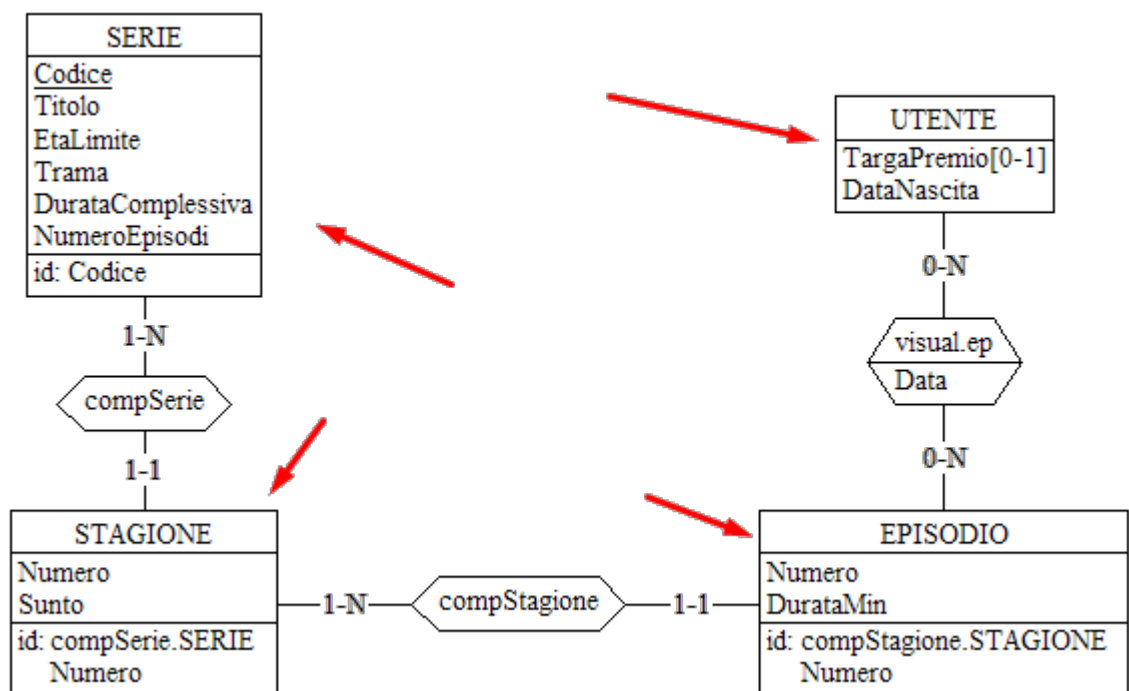 SERIE
Codice
Titolo
EtaLimite
Trama
DurataComplessiva
NumeroEpisodi
id: Codice
1-N
compSerie
1-1
STAGIONE
Numero
Sunto
id: compSerie.SERIE
Numero
1-N
compStagione
1-1
UTENTE
TargaPremio[0-1]
DataNascita
0-N
visual.ep
Data
0-N
EPISODIO
Numero
DurataMin
id: compStagione.STAGIONE
Numero